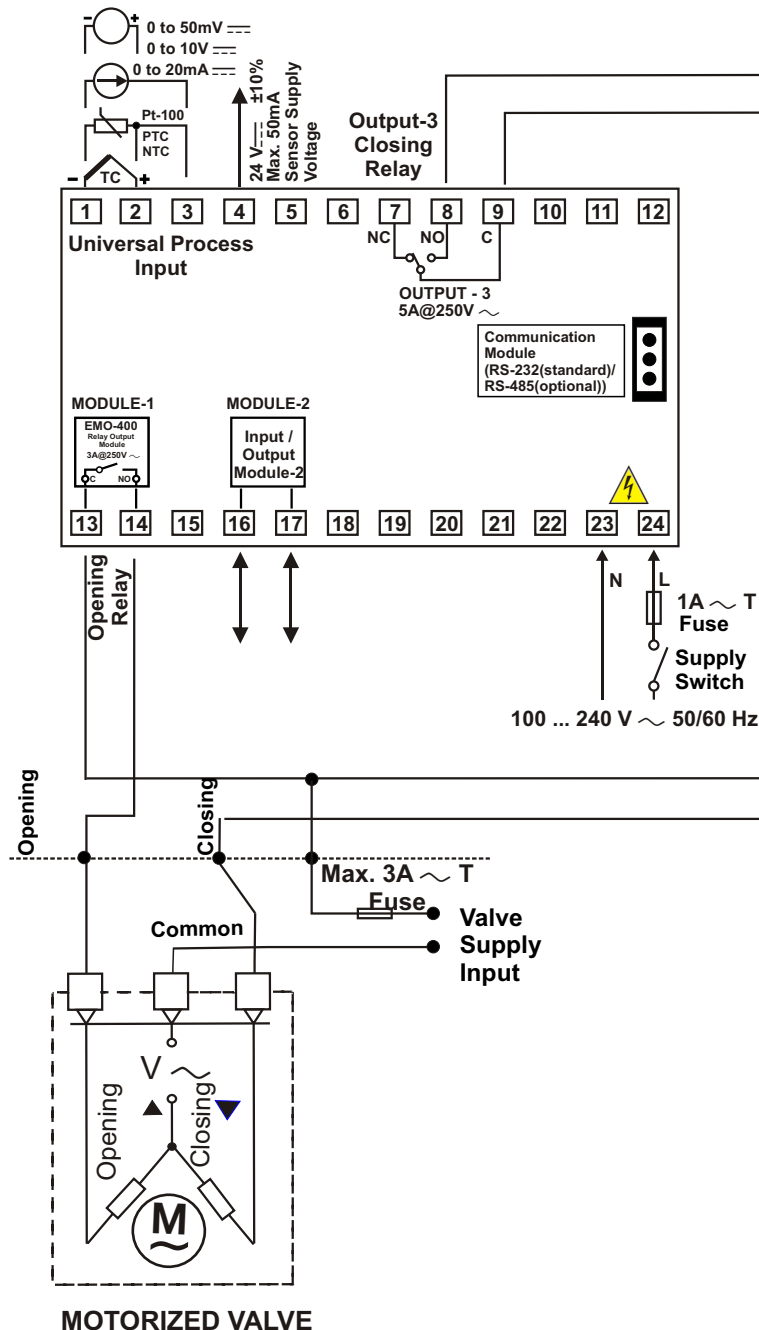 - +
0 to 50mV
0 to 10V
0 to 20mA
Pt-100
PTC
NTC
- TC +
24 V ±10%
Max. 50mA
Sensor Supply
Voltage
Output-3
Closing
Relay
1 2 3 4 5 6 7 8 9 10 11 12
Universal Process
Input
NC NO C
OUTPUT - 3
5A@250V ~
Communication
Module
(RS-232(standard)/
RS-485(optional))
MODULE-1
EMO-400
Relay Output
Module
3A@250V ~
C NO
MODULE-2
Input /
Output
Module-2
13 14 15 16 17 18 19 20 21 22 23 24
Opening
Relay
N L
1A ~ T
Fuse
Supply
Switch
100 ... 240 V ~ 50/60 Hz
Opening
Closing
Max. 3A ~ T
Fuse
Common
Valve
Supply
Input
V ~
Opening
Closing
M
~
MOTORIZED VALVE